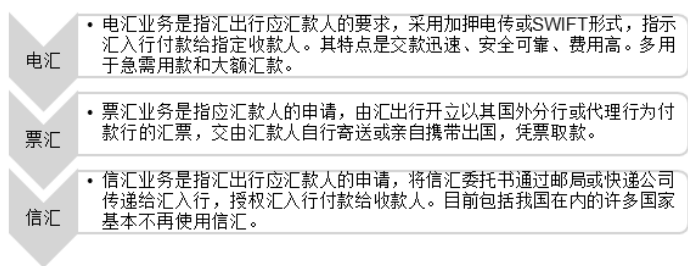 电汇
• 电汇业务是指汇出行应汇款人的要求，采用加押电传或SWIFT形式，指示
汇入行付款给指定收款人。其特点是交款迅速、安全可靠、费用高。多用
于急需用款和大额汇款。
票汇
• 票汇业务是指应汇款人的申请，由汇出行开立以其国外分行或代理行为付
款行的汇票，交由汇款人自行寄送或亲自携带出国，凭票取款。
信汇
• 信汇业务是指汇出行应汇款人的申请，将信汇委托书通过邮局或快递公司
传递给汇入行，授权汇入行付款给收款人。目前包括我国在内的许多国家
基本不再使用信汇。